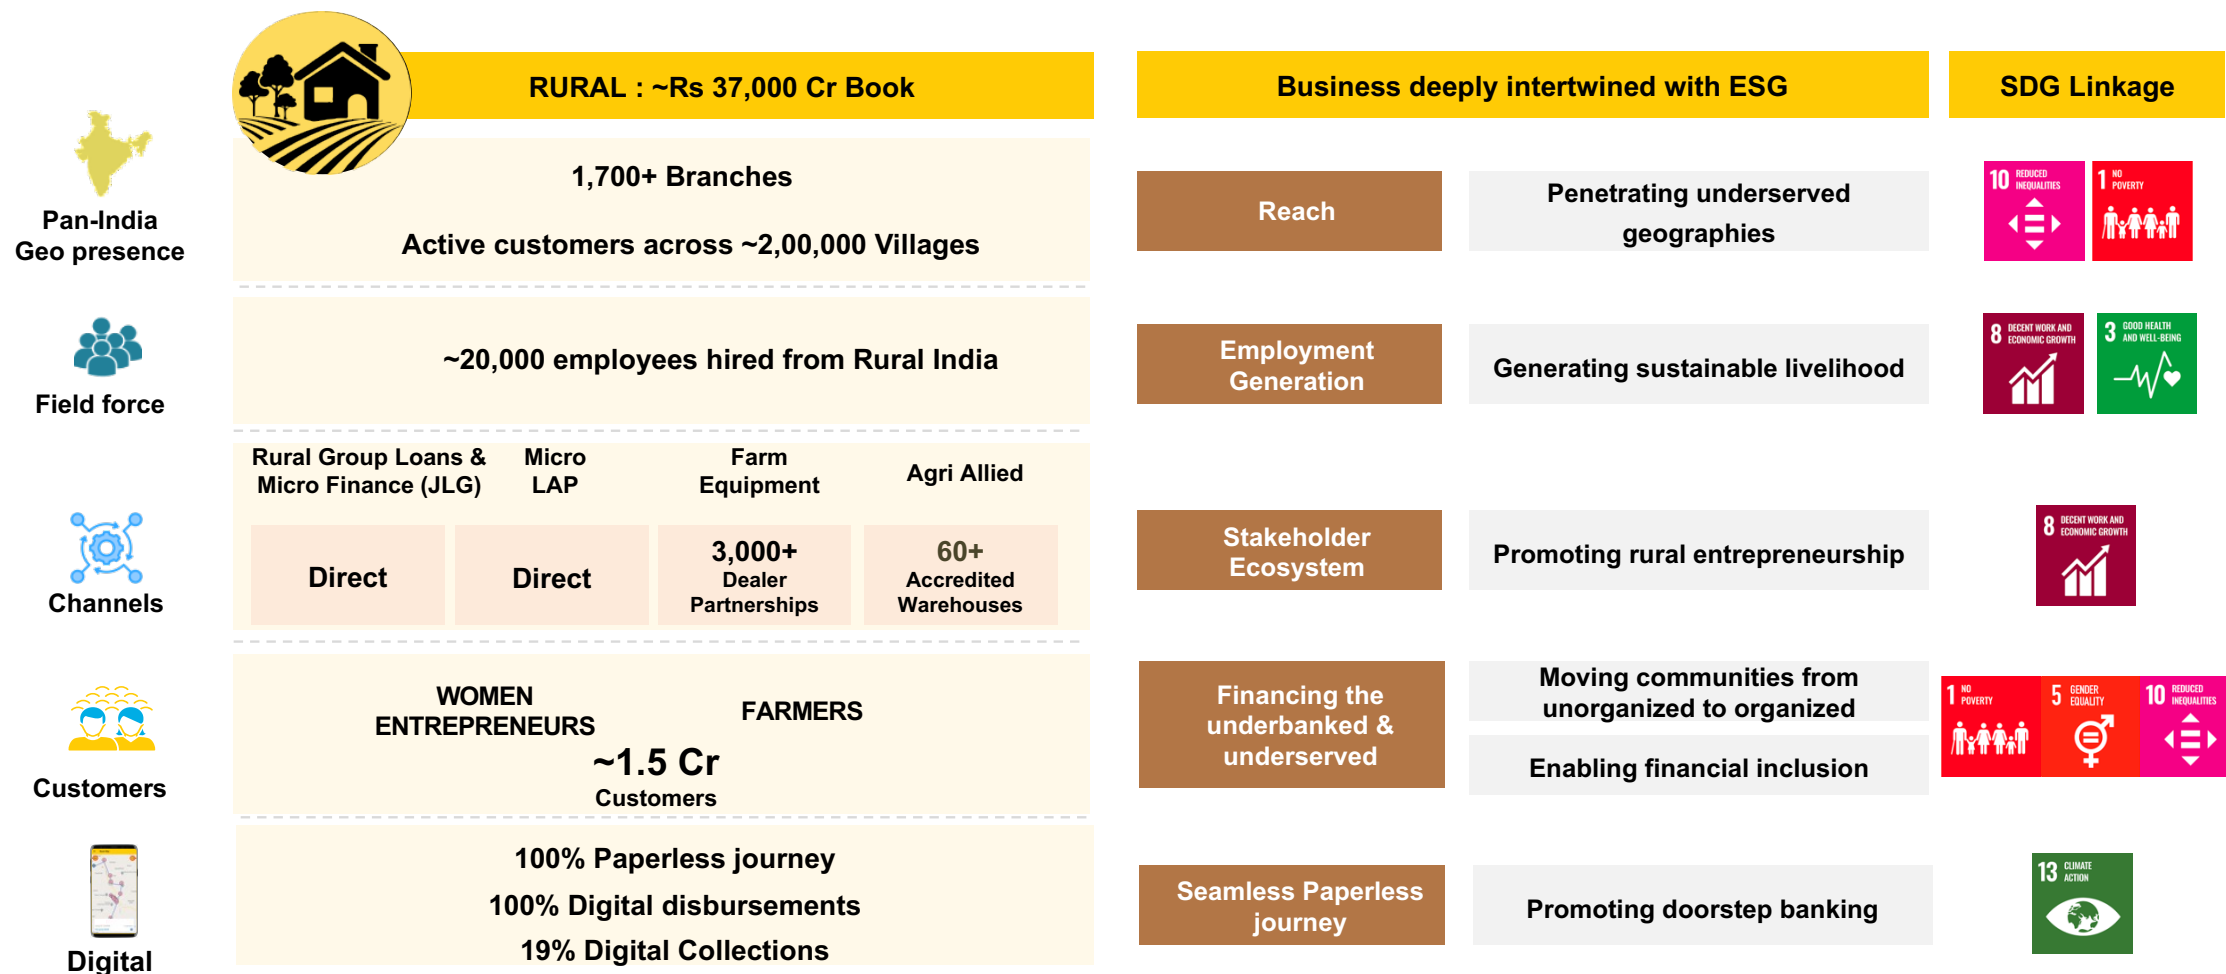 RURAL : ~Rs 37,000 Cr Book
Business deeply intertwined with ESG
SDG Linkage
Pan-India
Geo presence
1,700+ Branches
Active customers across ~2,00,000 Villages
Reach
Penetrating underserved
geographies
10 REDUCED
INEQUALITIES
1 NO
POVERTY
Field force
~20,000 employees hired from Rural India
Employment
Generation
Generating sustainable livelihood
8 DECENT WORK AND
ECONOMIC GROWTH
3 GOOD HEALTH
AND WELL-BEING
Channels
Rural Group Loans &
Micro Finance (JLG)
Direct
Micro
LAP
Direct
Farm
Equipment
3,000+
Dealer
Partnerships
Agri Allied
60+
Accredited
Warehouses
Stakeholder
Ecosystem
Promoting rural entrepreneurship
8 DECENT WORK AND
ECONOMIC GROWTH
Customers
WOMEN
ENTREPRENEURS
FARMERS
~1.5 Cr
Customers
Financing the
underbanked &
underserved
Moving communities from
unorganized to organized
Enabling financial inclusion
1 NO
POVERTY
5 GENDER
EQUALITY
10 REDUCED
INEQUALITIES
Digital
100% Paperless journey
100% Digital disbursements
19% Digital Collections
Seamless Paperless
journey
Promoting doorstep banking
13 CLIMATE
ACTION